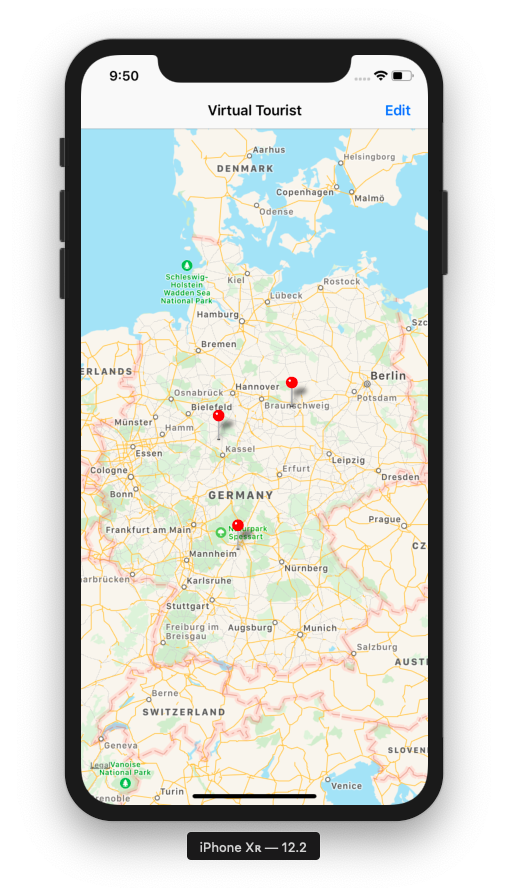 9:50
Virtual Tourist
Edit
Aarhus
Helsingborg
DENMARK
Copenhagen
Malmö
Odense
Schleswig-
Holstein
Wadden Sea
National Park
Kiel
Rostock
Lübeck
Hamburg
Szc
Bremen
ERLANDS
Berlin
Hannover
Osnabrück
Potsdam
Braunschweig
Bielefeld
Münster
Hamm
Kassel
Essen
Leipzig
Cologne
Erfurt
Dresden
Bonn
GERMANY
Prague
Frankfurt am Main
Naturpark
Spessart
CZ
Mannheim
Nürnberg
arbrücken
Karlsruhe
Stuttgart
Freiburg im
Breisgau
Augsburg
Munich
Salzburg
AUST
Berne
SWITZERLAND
Geneva
SLOVENI
Legal
Vanoise
National Park
Venice
Turin
renoble
iPhone Xʀ — 12.2